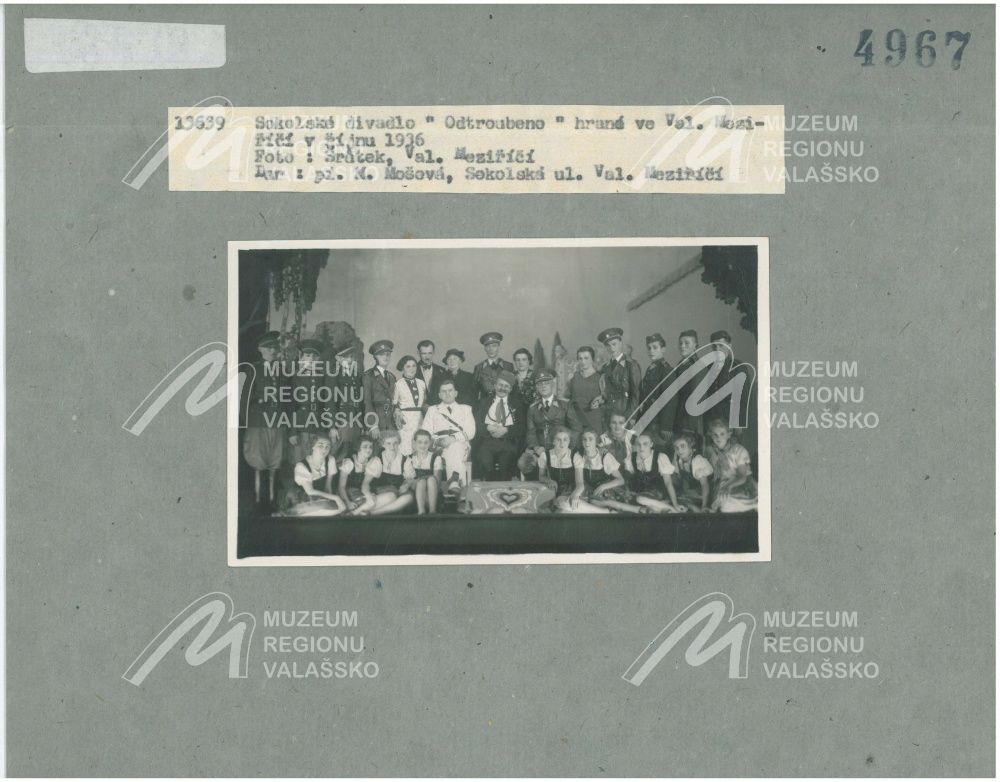 4967
13639 Sokolské divadlo " Odtroubeno " hrané ve Val. Mezi-
říčí v říjnu 1936
Foto : Šrůtek, Val. Meziříčí
Dar : pí. M. Mošová, Sokolská ul. Val. Meziříčí
MUZEUM
REGIONU
VALAŠSKO
MUZEUM
REGIONU
VALAŠSKO
MUZEUM
REGIONU
VALAŠSKO
MUZEUM
REGIONU
VALAŠSKO
MUZEUM
REGIONU
VALAŠSKO
MUZEUM
REGIONU
VALAŠSKO